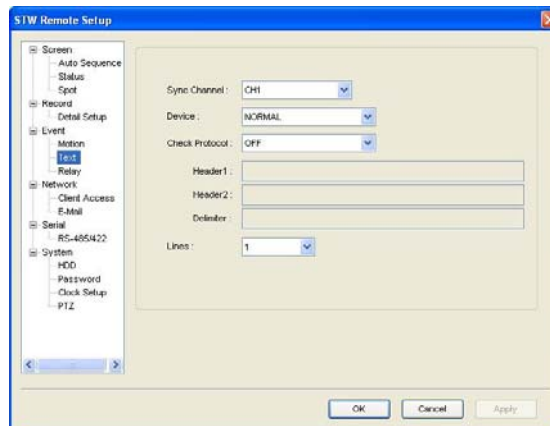 STW Remote Setup
Screen
Auto Sequence
Status
Spot
Record
Detail Setup
Event
Motion
Text
Relay
Network
Client Access
E-Mail
Serial
RS-485/422
System
HDD
Password
Clock Setup
PTZ
Sync Channel : CH1
Device : NORMAL
Check Protocol : OFF
Header1 :
Header2 :
Delimiter :
Lines : 1
OK Cancel Apply